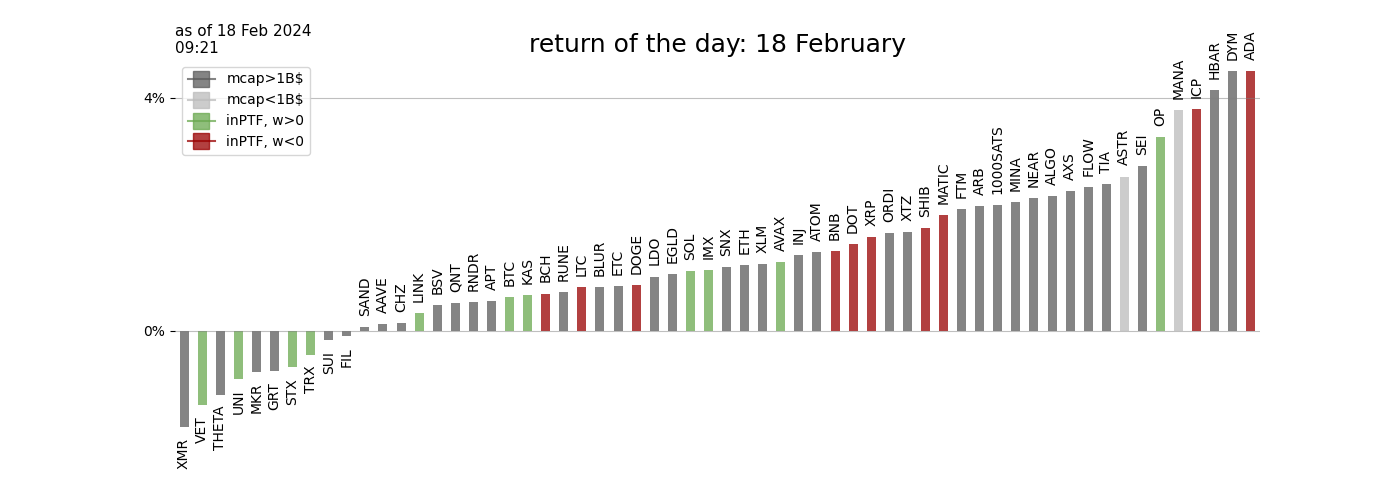 as of 18 Feb 2024
09:21
return of the day: 18 February
mcap>1B$
mcap<1B$
inPTF, w>0
inPTF, w<0
4%
0%
XMR
VET
THETA
UNI
MKR
GRT
STX
TRX
SUI
FIL
SAND
AAVE
CHZ
LINK
BSV
QNT
RNDR
APT
BTC
KAS
BCH
RUNE
LTC
BLUR
ETC
DOGE
LDO
EGLD
SOL
IMX
SNX
ETH
XLM
AVAX
INJ
ATOM
BNB
DOT
XRP
ORDI
XTZ
SHIB
MATIC
FTM
ARB
1000SATS
MINA
NEAR
ALGO
AXS
FLOW
TIA
ASTR
SEI
OP
MANA
ICP
HBAR
DYM
ADA